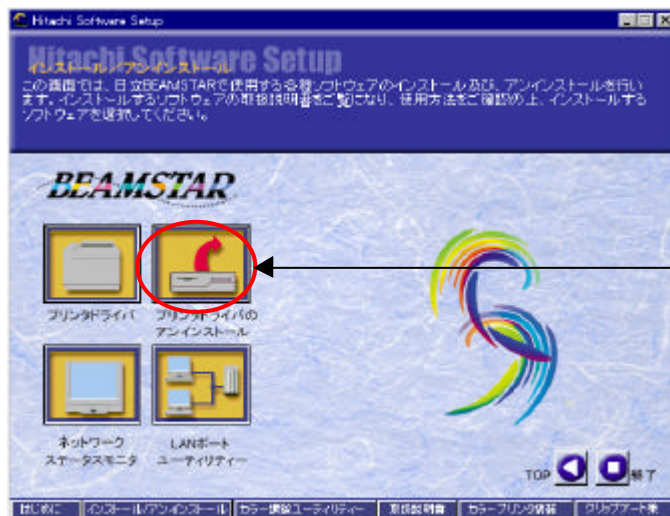 Hitachi Software Setup
Hitachi Software Setup
インストール/アンインストール
この画面では、日立BEAMSTARで使用する各種ソフトウェアのインストール及び、アンインストールを行い
ます。インストールするソフトウェアの取扱説明書をご覧になり、使用方法をご確認の上、インストールする
ソフトウェアを選択してください。
BEAMSTAR
プリンタドライバ
プリンタドライバの
アンインストール
ネットワーク
ステータスモニタ
LANポート
ユーティリティー
TOP
終了
はじめに
インストール/アンインストール
カラー調整ユーティリティー
取扱説明書
カラープリンタ情報
クリップアート集